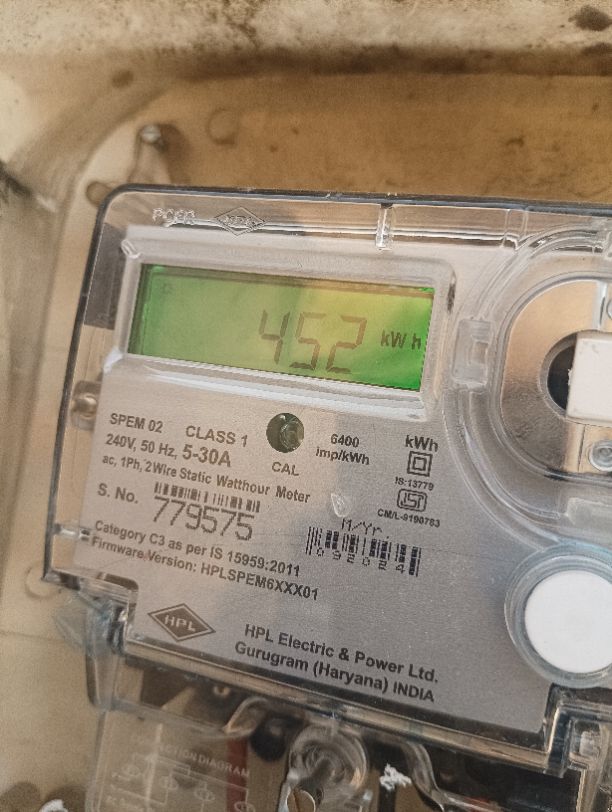 452 kWh
SPEM 02 CLASS 1
240V, 50 Hz, 5-30A
ac, 1Ph, 2Wire Static Watthour Meter
CAL
6400
imp/kWh
kWh
IS:13779
CM/L-9190783
S. No.
779575
M/Yr.
Category C3 as per IS 15959:2011
Firmware Version: HPLSPEM6XXX01
HPL
HPL Electric & Power Ltd.
Gurugram (Haryana) INDIA